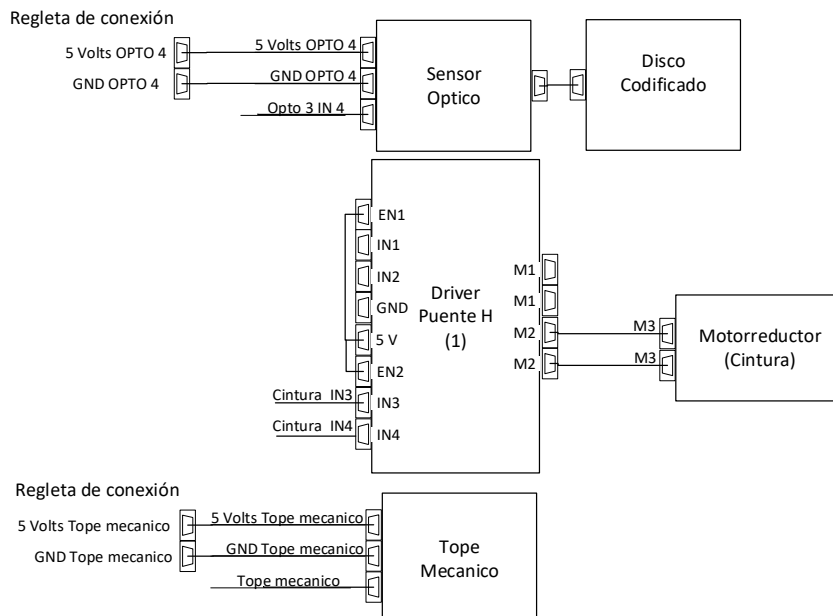 Regleta de conexión
5 Volts OPTO 4
5 Volts OPTO 4
GND OPTO 4
GND OPTO 4
Opto 3 IN 4
Sensor
Optico
Disco
Codificado
EN1
IN1
IN2
GND
5 V
EN2
Cintura IN3
IN3
Cintura IN4
IN4
Driver
Puente H
(1)
M1
M1
M2
M2
M3
M3
Motorreductor
(Cintura)
Regleta de conexión
5 Volts Tope mecanico
5 Volts Tope mecanico
GND Tope mecanico
GND Tope mecanico
Tope mecanico
Tope
Mecanico